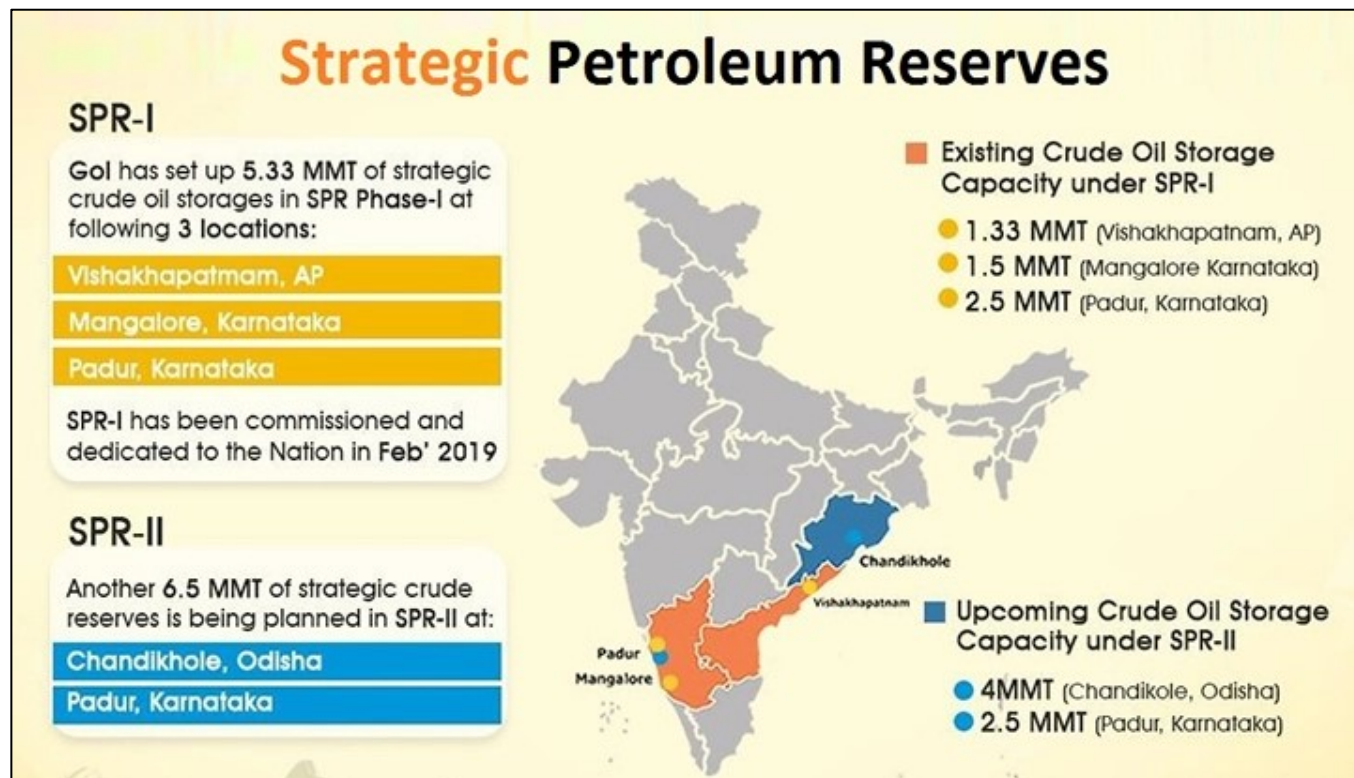 Strategic Petroleum Reserves
SPR-I
GoI has set up 5.33 MMT of strategic
crude oil storages in SPR Phase-I at
following 3 locations:
Vishakhapatmam, AP
Mangalore, Karnataka
Padur, Karnataka
SPR-I has been commissioned and
dedicated to the Nation in Feb' 2019
SPR-II
Another 6.5 MMT of strategic crude
reserves is being planned in SPR-II at:
Chandikhole, Odisha
Padur, Karnataka
Existing Crude Oil Storage
Capacity under SPR-I
1.33 MMT (Vishakhapatnam, AP)
1.5 MMT (Mangalore Karnataka)
2.5 MMT (Padur, Karnataka)
Chandikhole
Vishakhapatnam
Padur
Mangalore
Upcoming Crude Oil Storage
Capacity under SPR-II
4MMT (Chandikole, Odisha)
2.5 MMT (Padur, Karnataka)